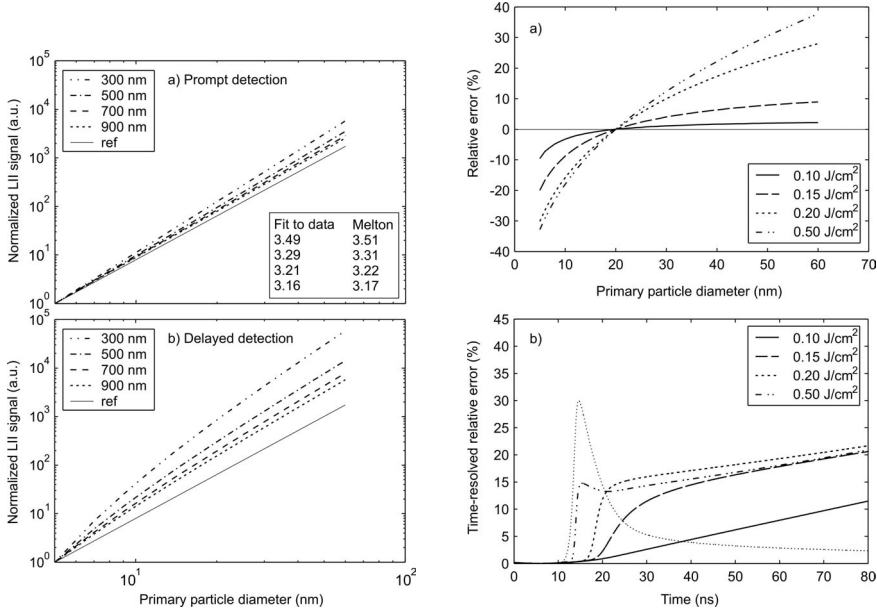 10^5
10^4
10^3
10^2
10^1
10^0
Normalized LII signal (a.u.)
300 nm
500 nm
700 nm
900 nm
ref
a) Prompt detection
Fit to data Melton
3.49 3.51
3.29 3.31
3.21 3.22
3.16 3.17
10^5
10^4
10^3
10^2
10^1
10^0
Normalized LII signal (a.u.)
300 nm
500 nm
700 nm
900 nm
ref
b) Delayed detection
10^1 10^2
Primary particle diameter (nm)
40
30
20
10
0
-10
-20
-30
-40
Relative error (%)
a)
0.10 J/cm^2
0.15 J/cm^2
0.20 J/cm^2
0.50 J/cm^2
0 10 20 30 40 50 60 70
Primary particle diameter (nm)
45
40
35
30
25
20
15
10
5
0
Time-resolved relative error (%)
b)
0.10 J/cm^2
0.15 J/cm^2
0.20 J/cm^2
0.50 J/cm^2
0 10 20 30 40 50 60 70 80
Time (ns)